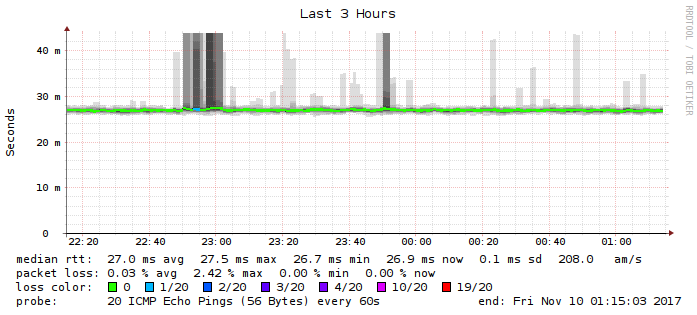 Last 3 Hours
RRDTOOL / TOBI OETIKER
Seconds
40 m
30 m
20 m
10 m
0
22:20 22:40 23:00 23:20 23:40 00:00 00:20 00:40 01:00
median rtt: 27.0 ms avg 27.5 ms max 26.7 ms min 26.9 ms now 0.1 ms sd 208.0 am/s
packet loss: 0.03 % avg 2.42 % max 0.00 % min 0.00 % now
loss color: 0 1/20 2/20 3/20 4/20 10/20 19/20
probe: 20 ICMP Echo Pings (56 Bytes) every 60s end: Fri Nov 10 01:15:03 2017